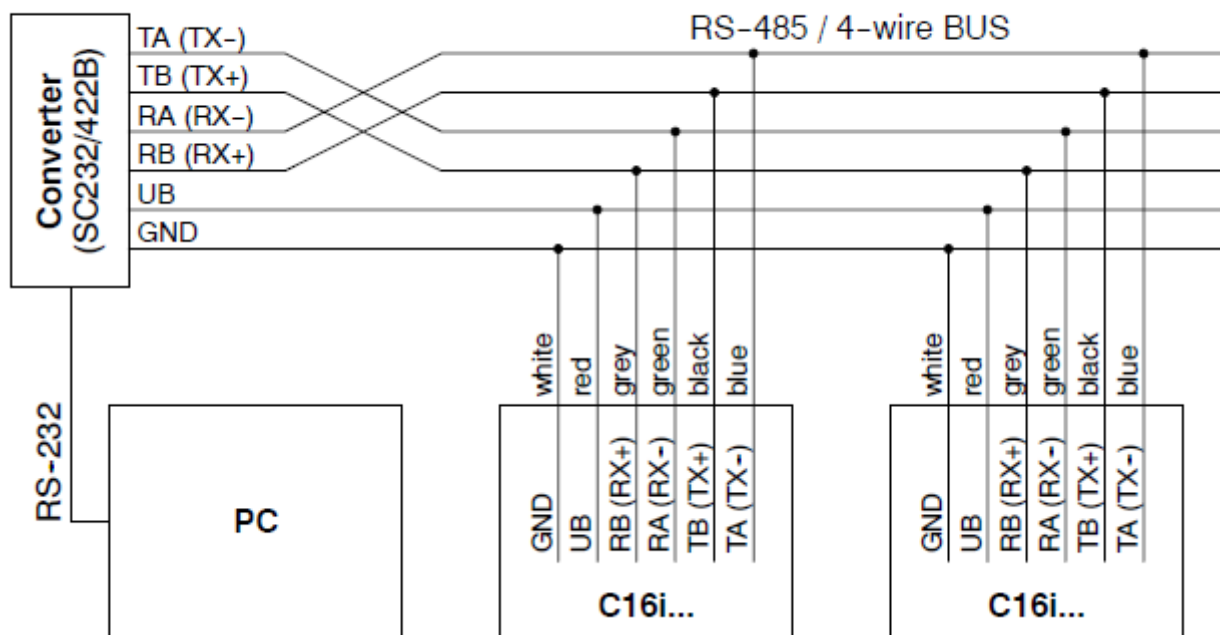 RS-485 / 4-wire BUS
Converter
(SC232/422B)
TA (TX-)
TB (TX+)
RA (RX-)
RB (RX+)
UB
GND
RS-232
PC
white
red
grey
green
black
blue
GND
UB
RB (RX+)
RA (RX-)
TB (TX+)
TA (TX-)
C16i...
white
red
grey
green
black
blue
GND
UB
RB (RX+)
RA (RX-)
TB (TX+)
TA (TX-)
C16i...